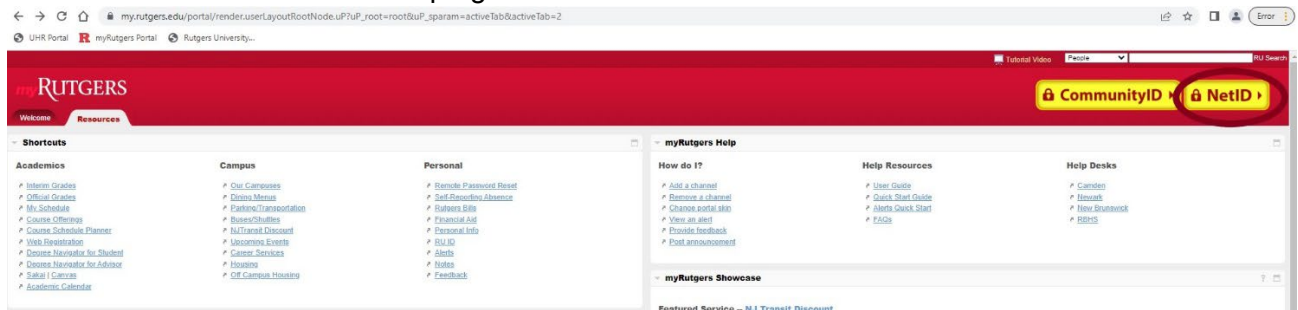 my.rutgers.edu/portal/render.userLayoutRootNode.uP?uP_root=root&uP_sparam=activeTab&activeTab=2
Error
UHR Portal myRutgers Portal Rutgers University...
Tutorial Video People RU Search
myRUTGERS
CommunityID NetID
Welcome Resources
Shortcuts
Academics
Interim Grades
Official Grades
My Schedule
Course Offerings
Course Schedule Planner
Web Registration
Degree Navigator for Student
Degree Navigator for Advisor
Sakai | Canvas
Academic Calendar
Campus
Our Campuses
Dining Menus
Parking/Transportation
Buses/Shuttles
NJTransit Discount
Upcoming Events
Career Services
Housing
Off Campus Housing
Personal
Remote Password Reset
Self-Reporting Absence
Rutgers Bills
Financial Aid
Personal Info
RU ID
Alerts
Notes
Feedback
myRutgers Help
How do I?
Add a channel
Remove a channel
Change portal skin
View an alert
Provide feedback
Post announcement
Help Resources
User Guide
Quick Start Guide
Alerts Quick Start
FAQs
Help Desks
Camden
Newark
New Brunswick
RBHS
myRutgers Showcase
Featured Service -- NJ Transit Discount